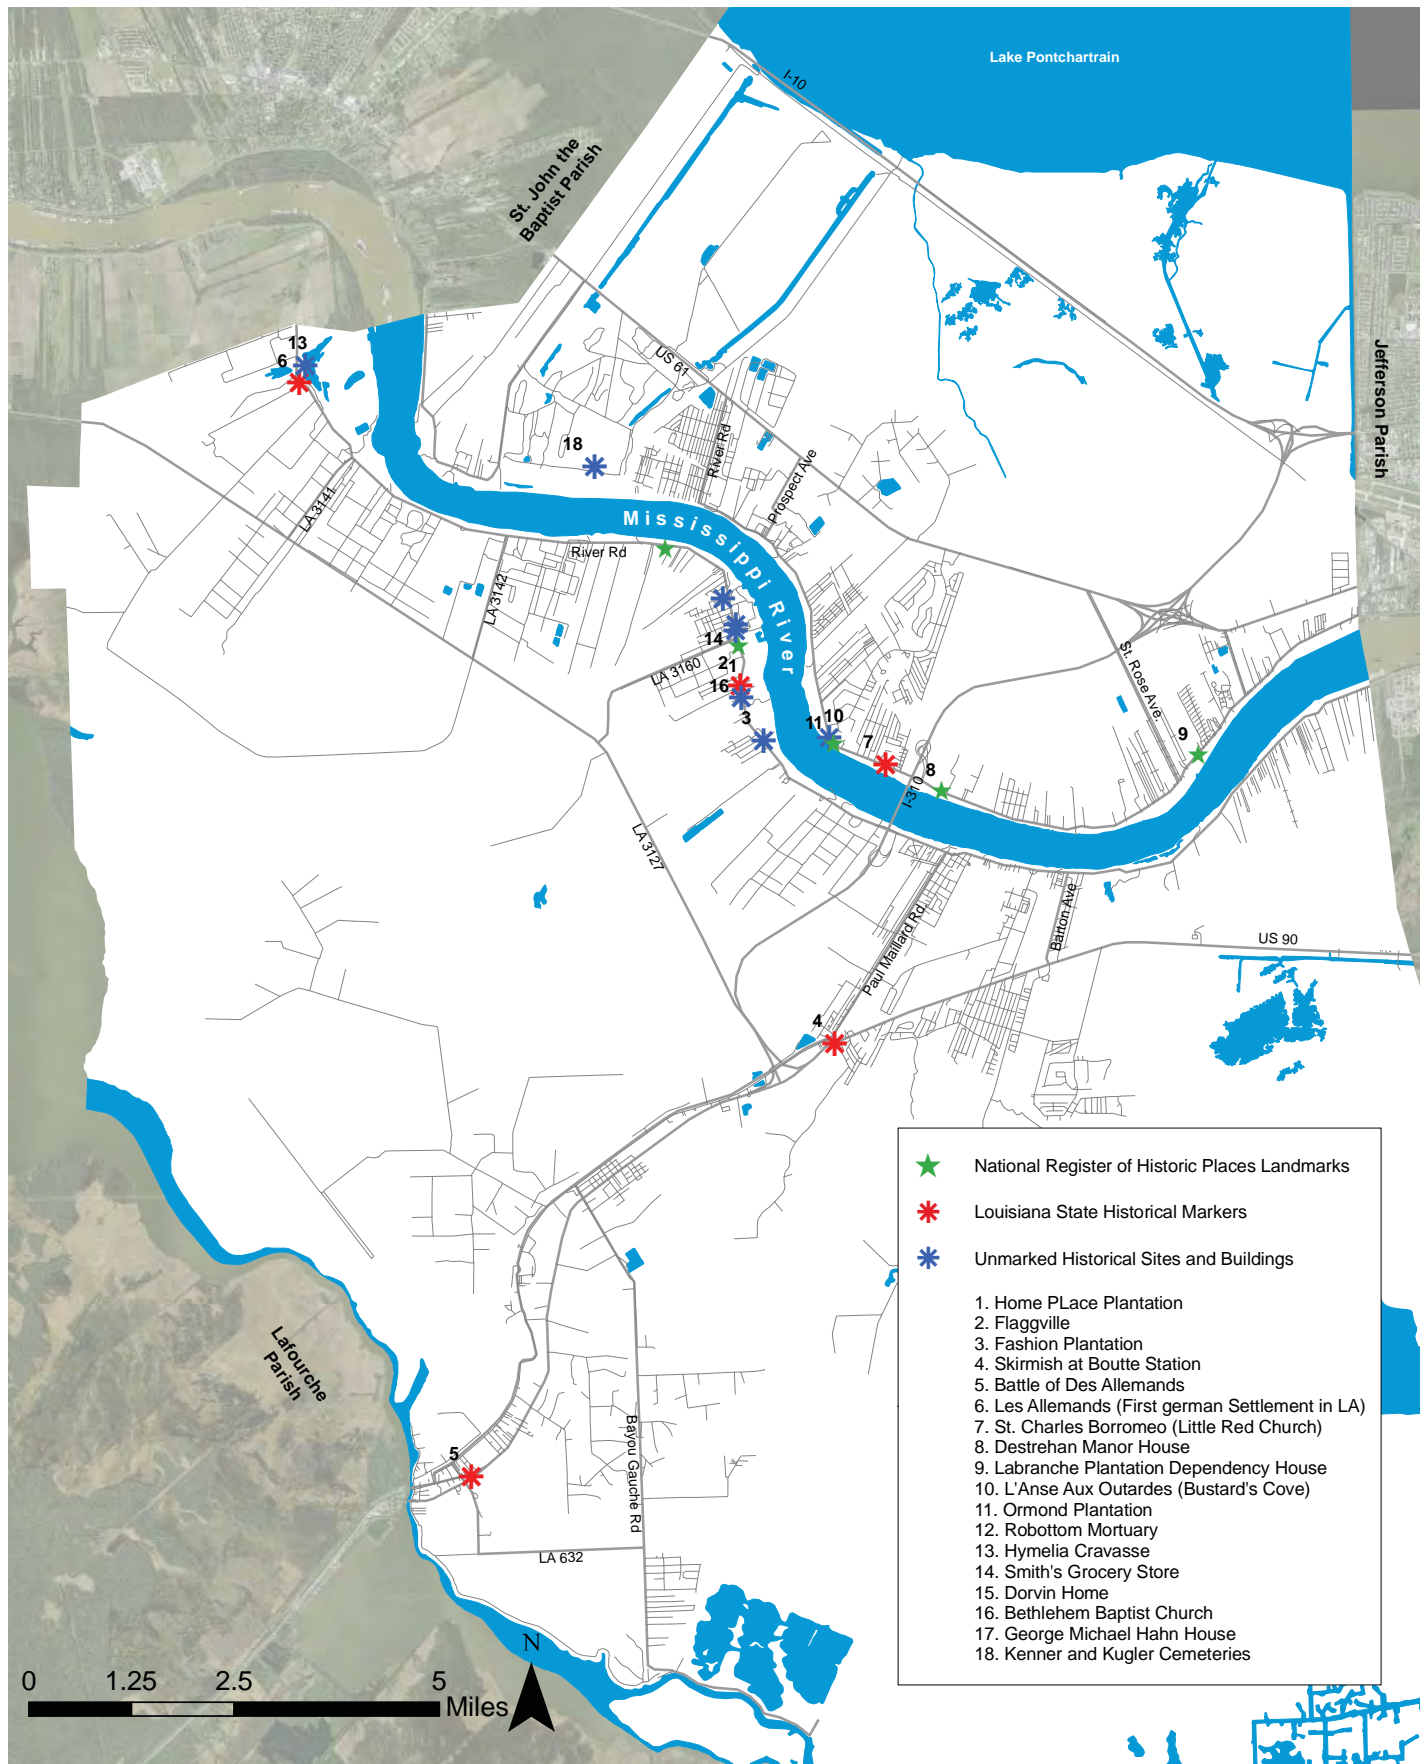 Lake Pontchartrain
I-10
St. John the
Baptist Parish
US 61
13
6
Jefferson Parish
18
River Rd
Prospect Ave
LA 3141
Mississippi River
River Rd
LA 3142
14
LA 3160
21
16
3
St. Rose Ave.
11
10
7
9
8
I-310
LA 3127
Paul Maillard Rd.
Barton Ave
US 90
4
National Register of Historic Places Landmarks
Louisiana State Historical Markers
Unmarked Historical Sites and Buildings
1. Home PLace Plantation
2. Flaggville
3. Fashion Plantation
4. Skirmish at Boutte Station
5. Battle of Des Allemands
6. Les Allemands (First german Settlement in LA)
7. St. Charles Borromeo (Little Red Church)
8. Destrehan Manor House
9. Labranche Plantation Dependency House
10. L'Anse Aux Outardes (Bustard's Cove)
11. Ormond Plantation
12. Robottom Mortuary
13. Hymelia Cravasse
14. Smith's Grocery Store
15. Dorvin Home
16. Bethlehem Baptist Church
17. George Michael Hahn House
18. Kenner and Kugler Cemeteries
Lafourche
Parish
5
Bayou Gauche Rd
LA 632
N
0 1.25 2.5 5
Miles